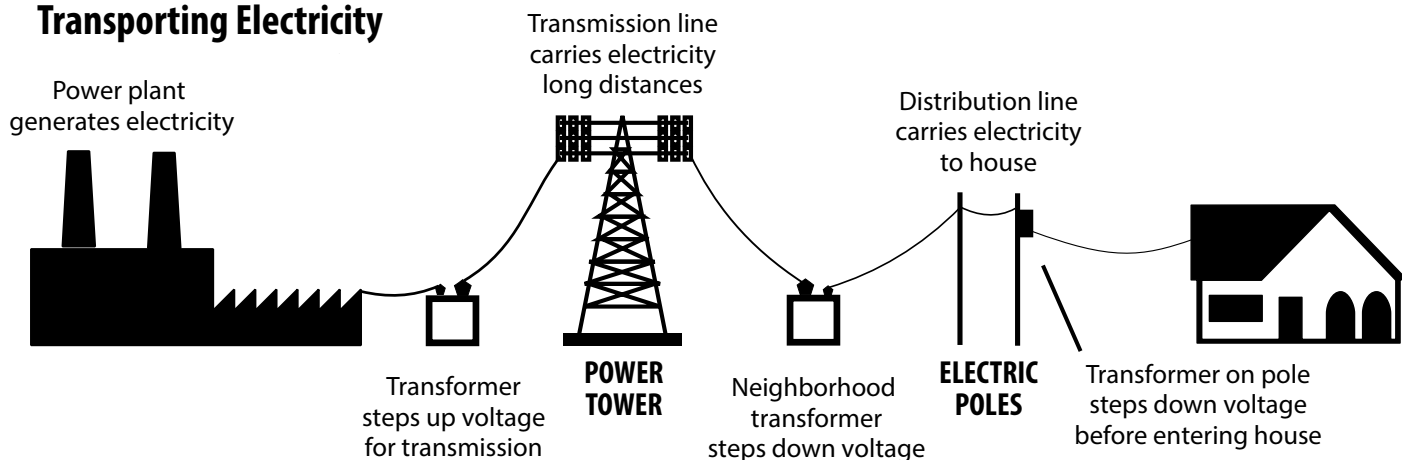 Transporting Electricity
Power plant
generates electricity
Transmission line
carries electricity
long distances
Distribution line
carries electricity
to house
Transformer
steps up voltage
for transmission
POWER
TOWER
Neighborhood
transformer
steps down voltage
ELECTRIC
POLES
Transformer on pole
steps down voltage
before entering house